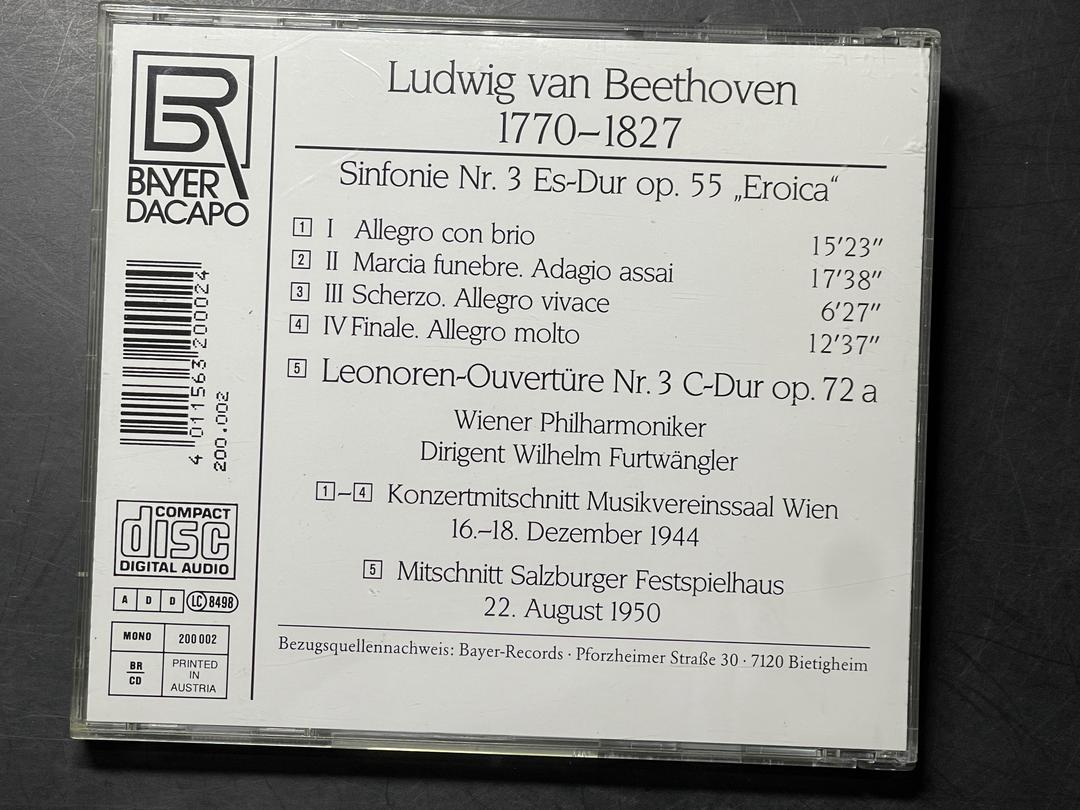 BR
BAYER
DACAPO
4 011563 200024
200.002
COMPACT
disc
DIGITAL AUDIO
A D D LC 8498
MONO 200 002
BR
CD
PRINTED
IN
AUSTRIA
Ludwig van Beethoven
1770–1827
Sinfonie Nr. 3 Es-Dur op. 55 „Eroica“
1 I Allegro con brio 15’23”
2 II Marcia funebre. Adagio assai 17’38”
3 III Scherzo. Allegro vivace 6’27”
4 IV Finale. Allegro molto 12’37”
5 Leonoren-Ouvertüre Nr. 3 C-Dur op. 72 a
Wiener Philharmoniker
Dirigent Wilhelm Furtwängler
1–4 Konzertmitschnitt Musikvereinssaal Wien
16.–18. Dezember 1944
5 Mitschnitt Salzburger Festspielhaus
22. August 1950
Bezugsquellennachweis: Bayer-Records · Pforzheimer Straße 30 · 7120 Bietigheim